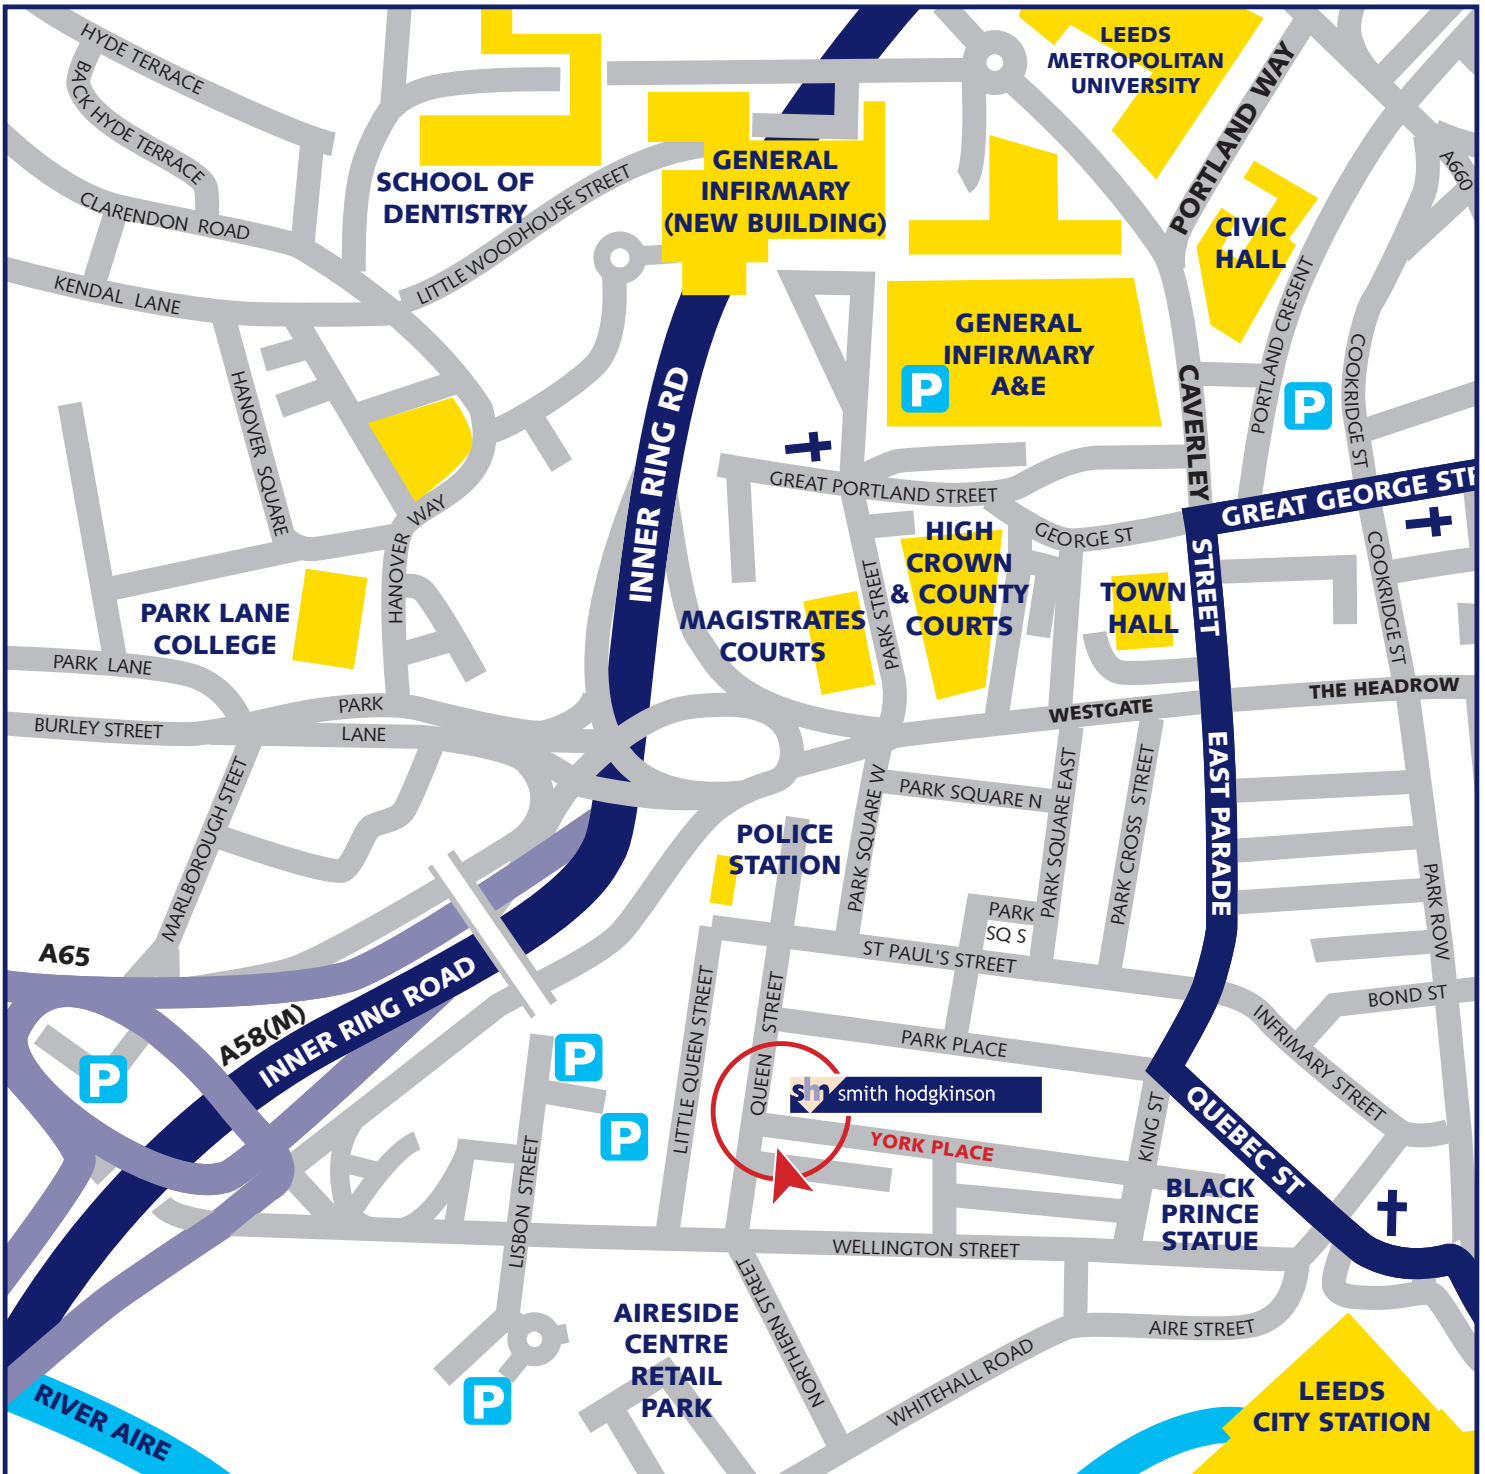 HYDE TERRACE
BACK HYDE TERRACE
CLARENDON ROAD
KENDAL LANE
SCHOOL OF
DENTISTRY
LITTLE WOODHOUSE STREET
GENERAL
INFIRMARY
(NEW BUILDING)
LEEDS
METROPOLITAN
UNIVERSITY
PORTLAND WAY
A660
CIVIC
HALL
GENERAL
INFIRMARY
A&E
P
PORTLAND CRESENT
P
COOKRIDGE ST
CAVERLEY
STREET
HANOVER SQUARE
HANOVER WAY
INNER RING RD
GREAT PORTLAND STREET
GEORGE ST
GREAT GEORGE STR
HIGH
CROWN
& COUNTY
COURTS
PARK STREET
TOWN
HALL
COOKRIDGE ST
PARK LANE
COLLEGE
MAGISTRATES
COURTS
PARK LANE
BURLEY STREET
PARK
LANE
WESTGATE
THE HEADROW
EAST PARADE
MARLBOROUGH STEET
PARK SQUARE N
PARK SQUARE W
PARK SQUARE EAST
PARK CROSS STREET
POLICE
STATION
PARK
SQ S
PARK ROW
A65
A58(M)
INNER RING ROAD
ST PAUL'S STREET
BOND ST
INFRIMARY STREET
PARK PLACE
LITTLE QUEEN STREET
QUEEN STREET
P
P
P
sh smith hodgkinson
YORK PLACE
KING ST
QUEBEC ST
BLACK
PRINCE
STATUE
LISBON STREET
WELLINGTON STREET
NORTHERN STREET
AIRESIDE
CENTRE
RETAIL
PARK
P
AIRE STREET
WHITEHALL ROAD
LEEDS
CITY STATION
RIVER AIRE